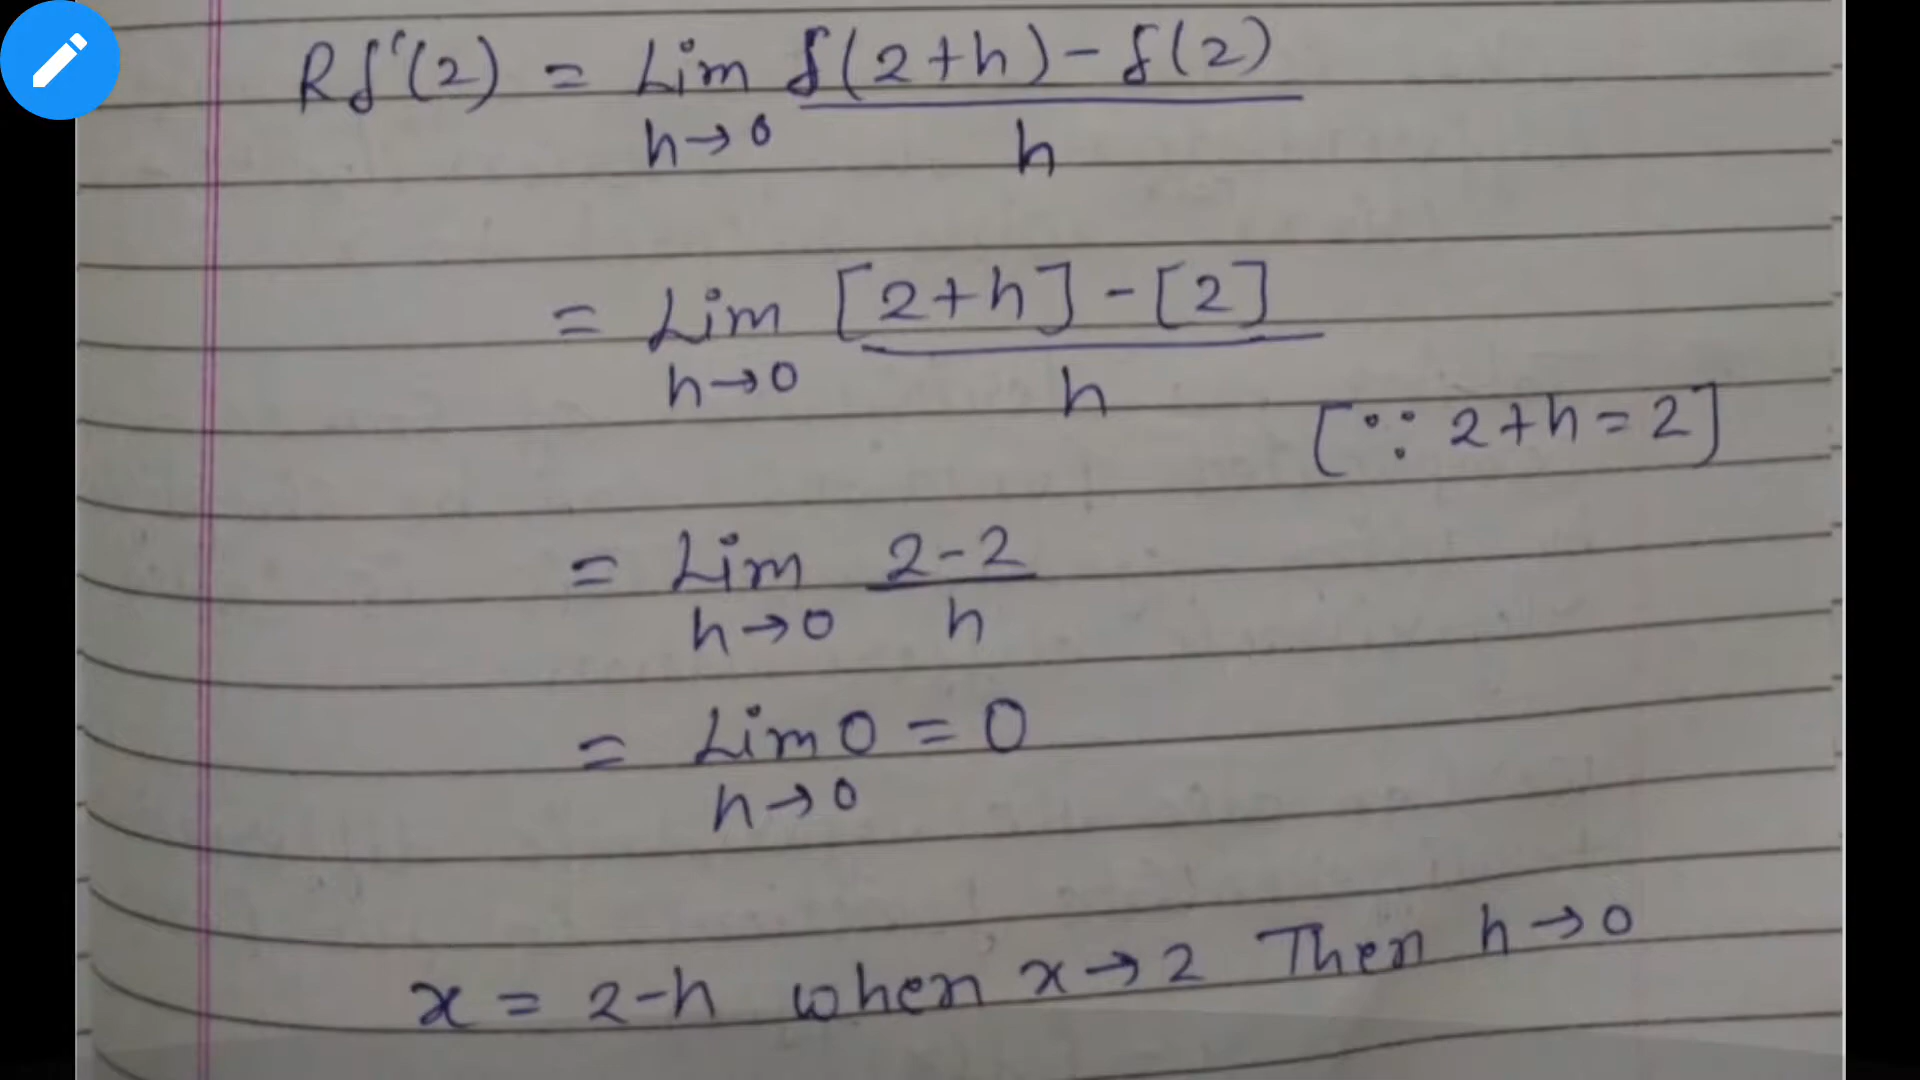 Rf'(2) = Lim f(2+h) - f(2)
h→0 h
= Lim [2+h] - [2]
h→0 h
[∵ 2+h = 2]
= Lim 2-2
h→0 h
= Lim 0 = 0
h→0
x = 2-h when x→2 Then h→0